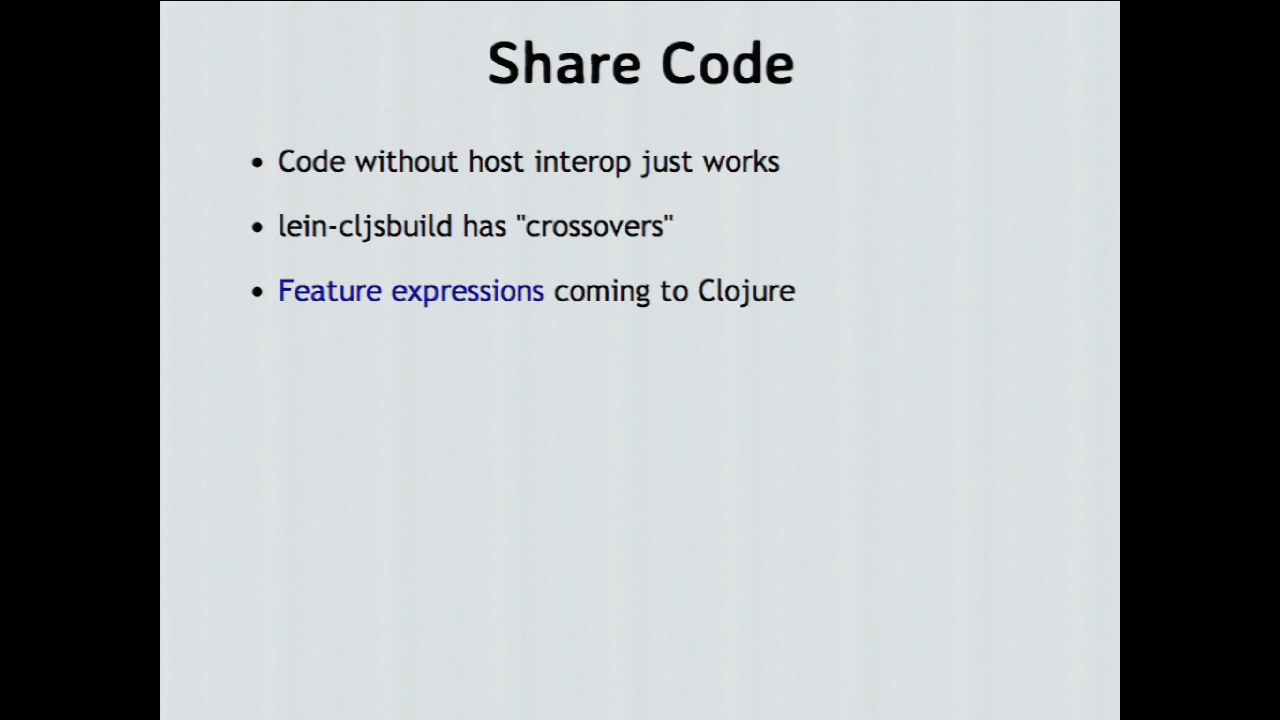 Share Code
• Code without host interop just works
• lein-cljsbuild has "crossovers"
• Feature expressions coming to Clojure